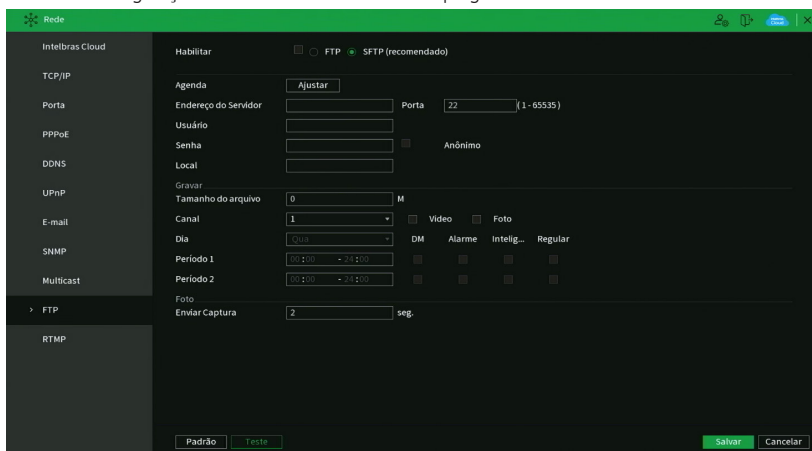 Rede
Intelbras Cloud
TCP/IP
Porta
PPPoE
DDNS
UPnP
E-mail
SNMP
Multicast
> FTP
RTMP
Habilitar FTP SFTP (recomendado)
Agenda Ajustar
Endereço do Servidor Porta 22 (1 - 65535)
Usuário
Senha Anônimo
Local
Gravar
Tamanho do arquivo 0 M
Canal 1 Vídeo Foto
Dia Qua DM Alarme Intelig... Regular
Período 1 00:00 - 24:00
Período 2 00:00 - 24:00
Foto
Enviar Captura 2 seg.
Padrão Teste Salvar Cancelar